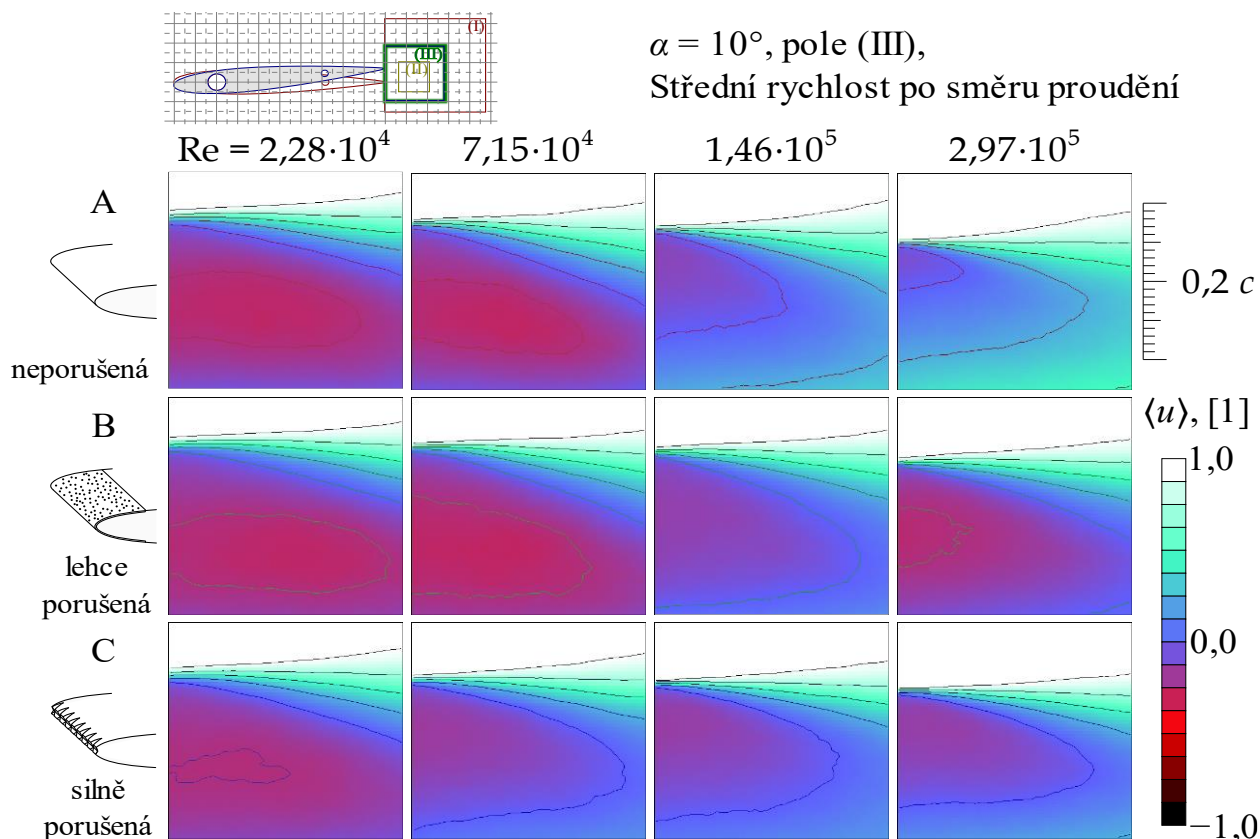 (I)
(III)
(II)
α = 10°, pole (III),
Střední rychlost po směru proudění
Re = 2,28·10⁴ 7,15·10⁴ 1,46·10⁵ 2,97·10⁵
A
neporušená
0,2 c
⟨u⟩, [1]
B
lehce
porušená
1,0
0,0
−1,0
C
silně
porušená